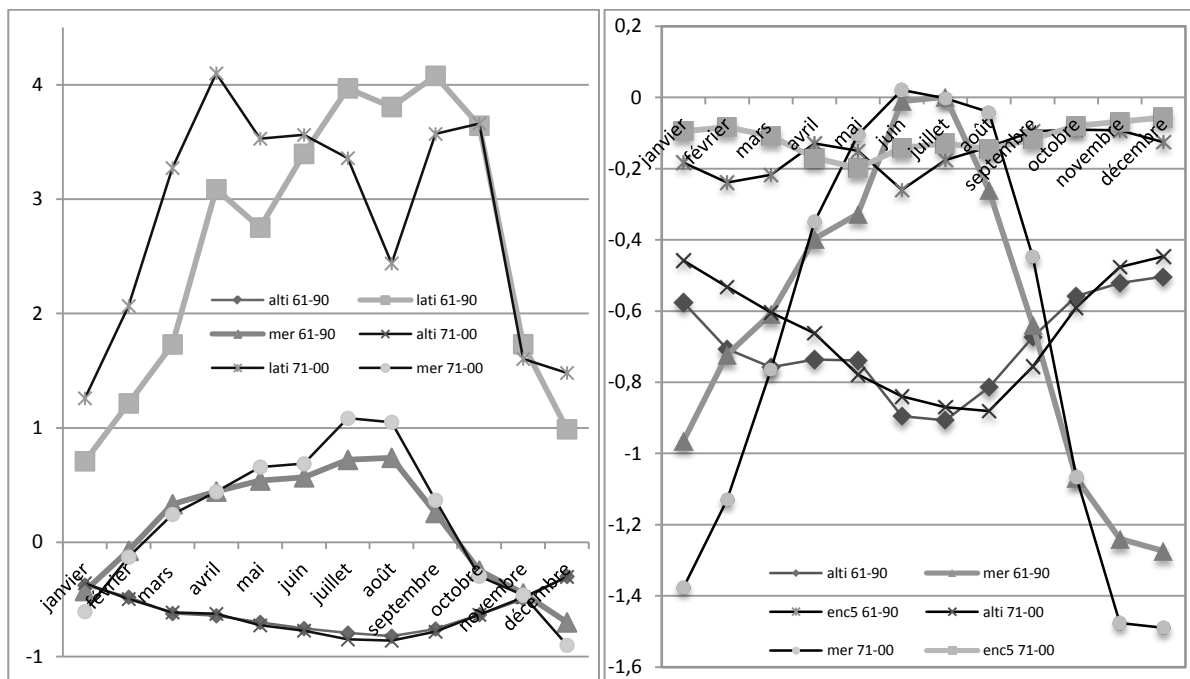 4
3
2
1
0
-1
janvier
février
mars
avril
mai
juin
juillet
août
septembre
octobre
novembre
décembre
alti 61-90 lati 61-90
mer 61-90 alti 71-00
lati 71-00 mer 71-00
0,2
0
-0,2
-0,4
-0,6
-0,8
-1
-1,2
-1,4
-1,6
janvier
février
mars
avril
mai
juin
juillet
août
septembre
octobre
novembre
décembre
alti 61-90 mer 61-90
enc5 61-90 alti 71-00
mer 71-00 enc5 71-00